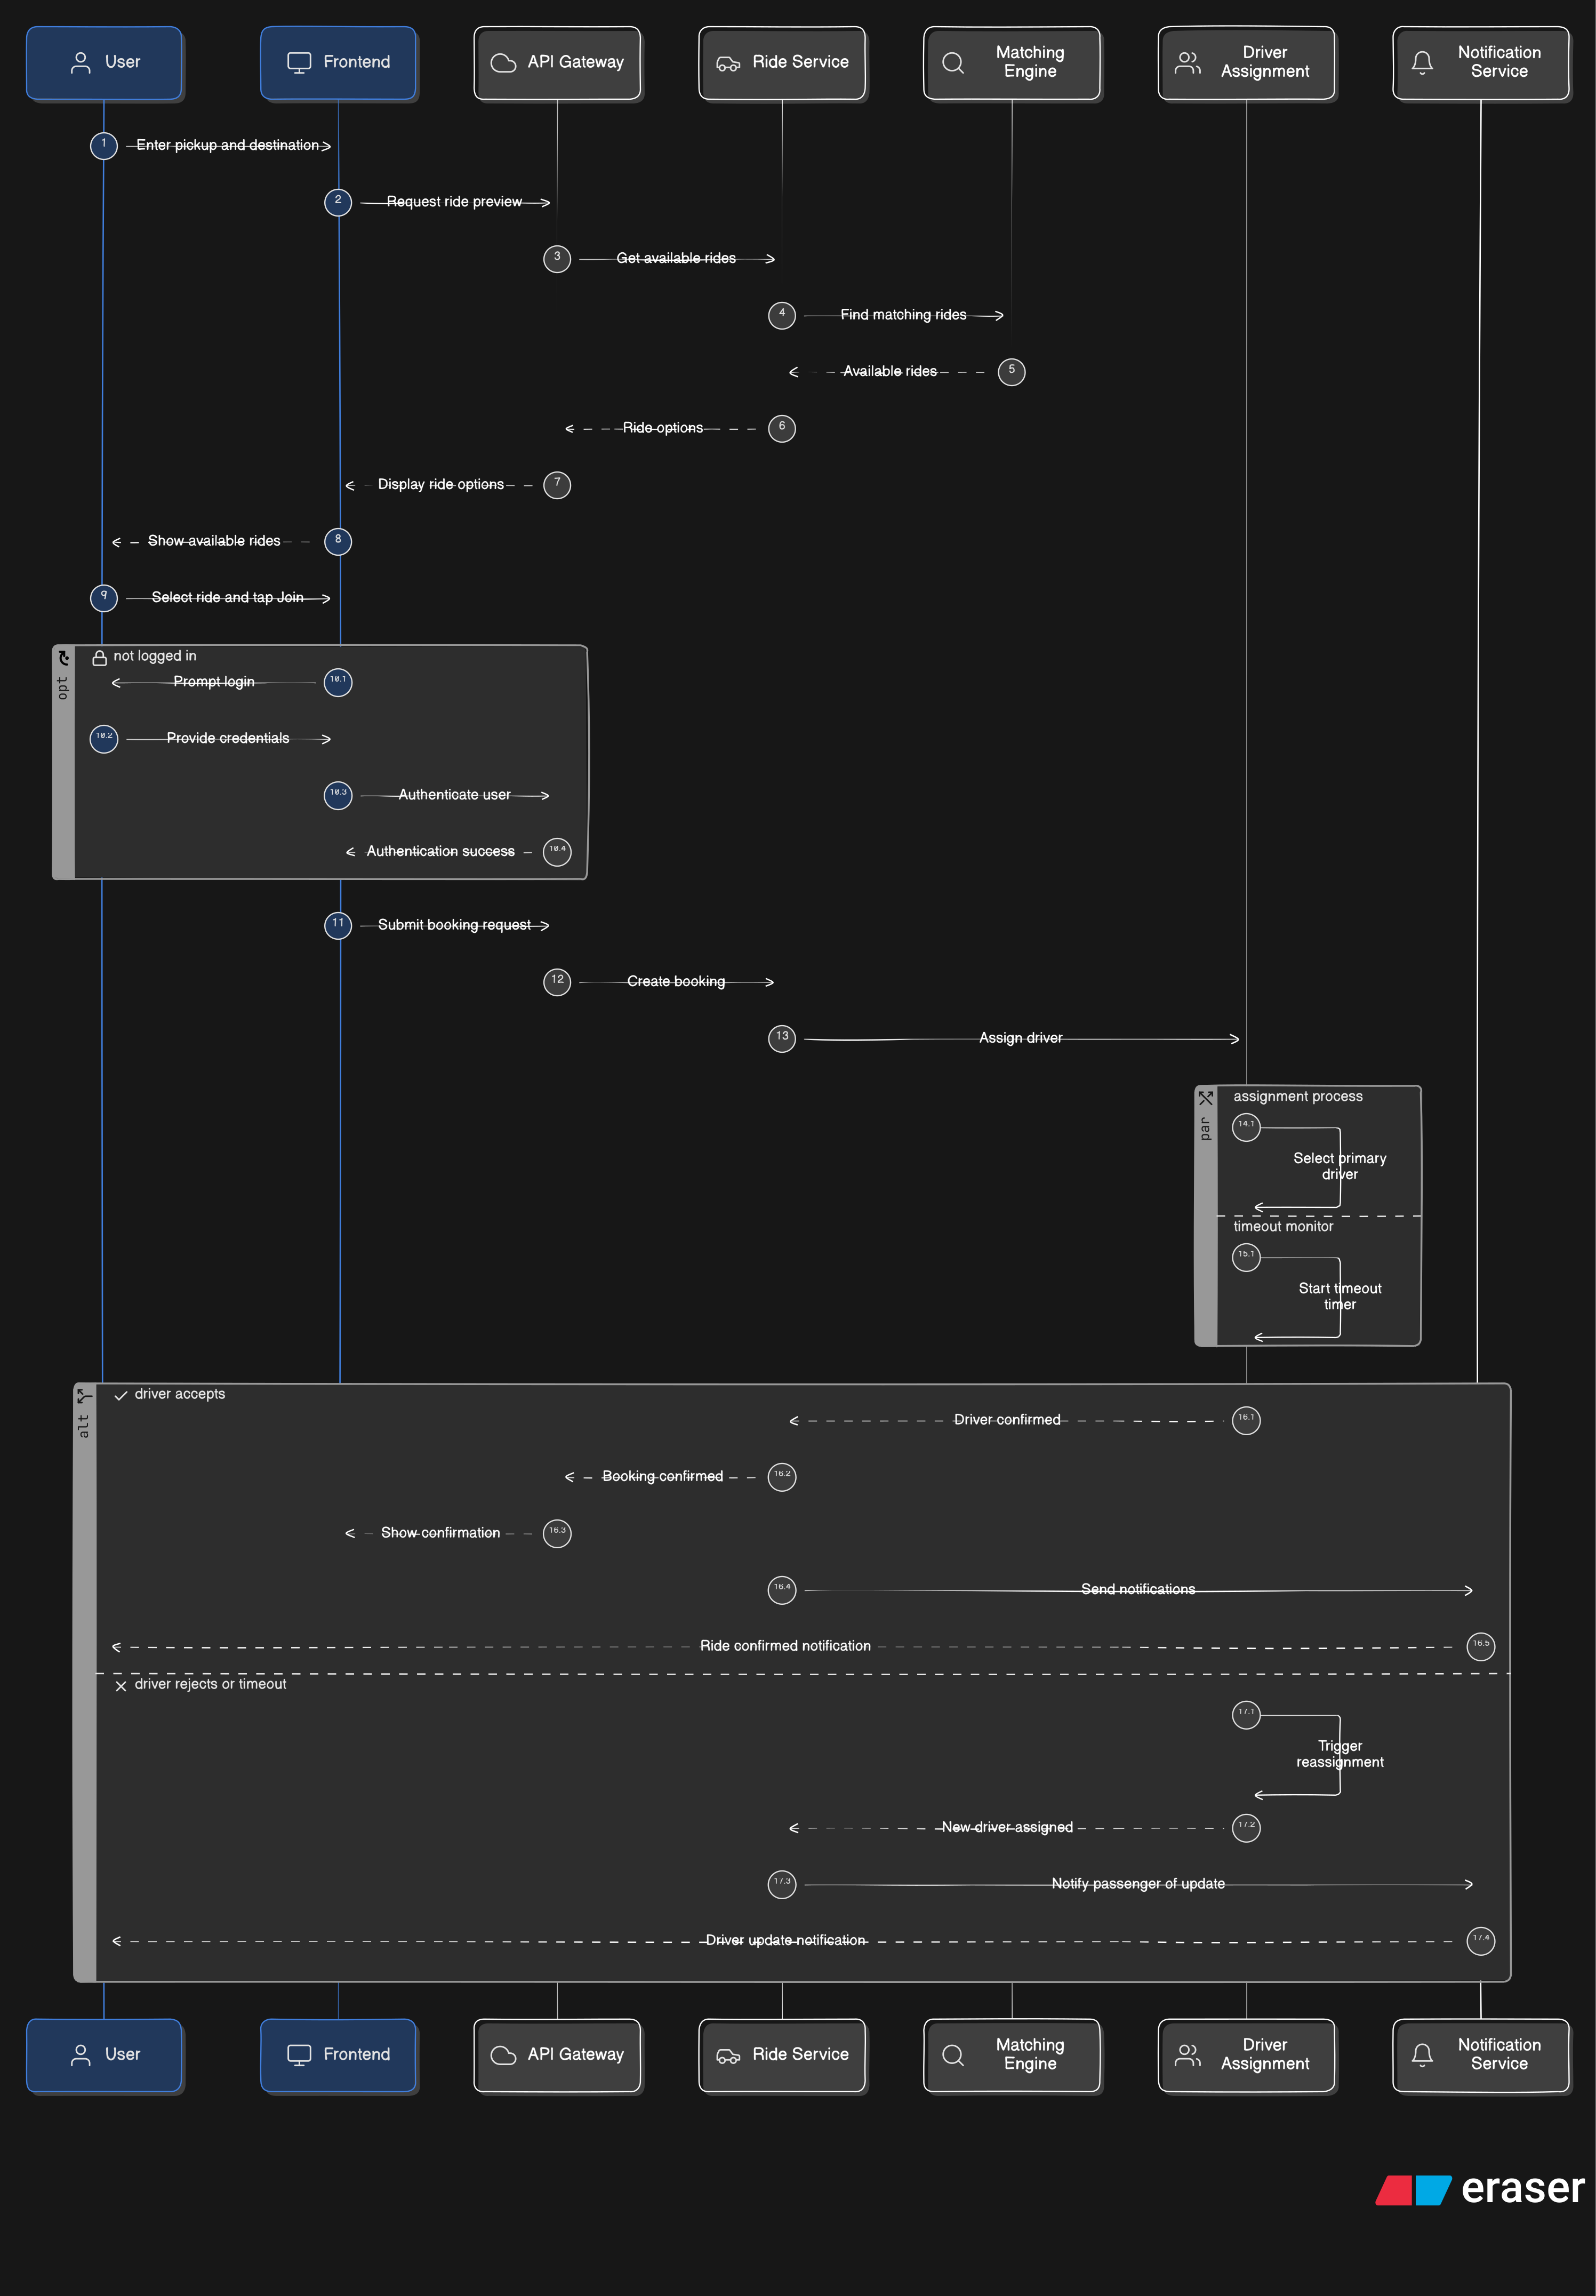 User
Frontend
API Gateway
Ride Service
Matching
Engine
Driver
Assignment
Notification
Service
1
Enter pickup and destination
2
Request ride preview
3
Get available rides
4
Find matching rides
Available rides
5
Ride options
6
Display ride options
7
Show available rides
8
9
Select ride and tap Join
opt
not logged in
Prompt login
10.1
10.2
Provide credentials
10.3
Authenticate user
Authentication success
10.4
11
Submit booking request
12
Create booking
13
Assign driver
par
assignment process
14.1
Select primary
driver
timeout monitor
15.1
Start timeout
timer
alt
driver accepts
Driver confirmed
16.1
Booking confirmed
16.2
Show confirmation
16.3
16.4
Send notifications
Ride confirmed notification
16.5
driver rejects or timeout
17.1
Trigger
reassignment
New driver assigned
17.2
17.3
Notify passenger of update
Driver update notification
17.4
User
Frontend
API Gateway
Ride Service
Matching
Engine
Driver
Assignment
Notification
Service
eraser